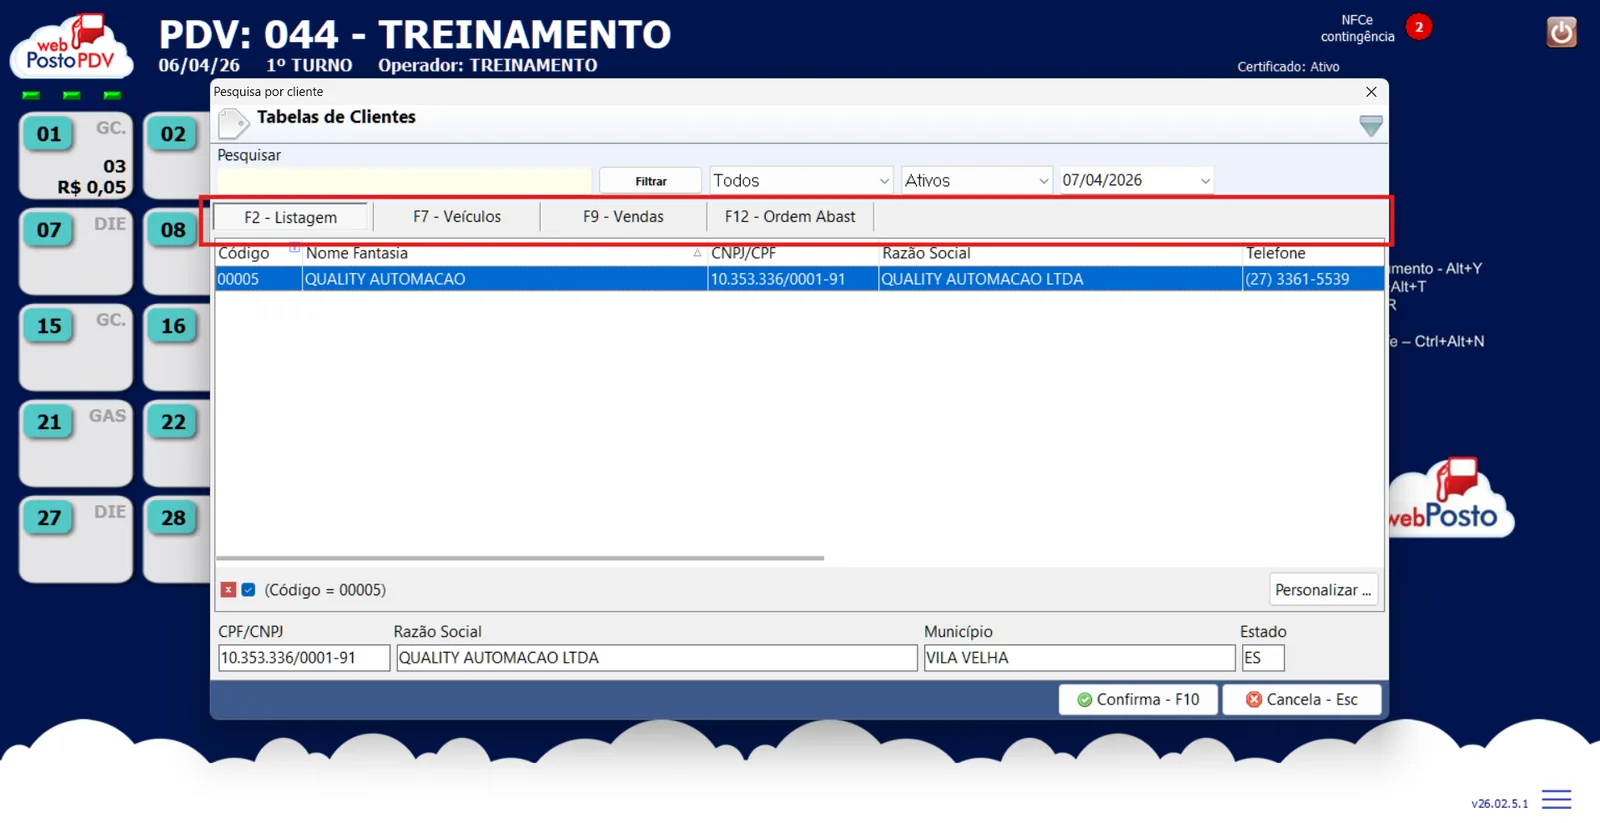 web
PostoPDV
PDV: 044 - TREINAMENTO
06/04/26 1º TURNO Operador: TREINAMENTO
NFCe
contingência
2
Certificado: Ativo
Pesquisa por cliente
Tabelas de Clientes
Pesquisar
Filtrar
Todos
Ativos
07/04/2026
F2 - Listagem
F7 - Veículos
F9 - Vendas
F12 - Ordem Abast
Código Nome Fantasia CNPJ/CPF Razão Social Telefone
00005 QUALITY AUTOMACAO 10.353.336/0001-91 QUALITY AUTOMACAO LTDA (27) 3361-5539
(Código = 00005)
Personalizar ...
CPF/CNPJ Razão Social Município Estado
10.353.336/0001-91 QUALITY AUTOMACAO LTDA VILA VELHA ES
Confirma - F10
Cancela - Esc
01 GC.
03
R$ 0,05
02
07 DIE
08
15 GC.
16
21 GAS
22
27 DIE
28
mento - Alt+Y
Alt+T
R
e – Ctrl+Alt+N
webPosto
v26.02.5.1